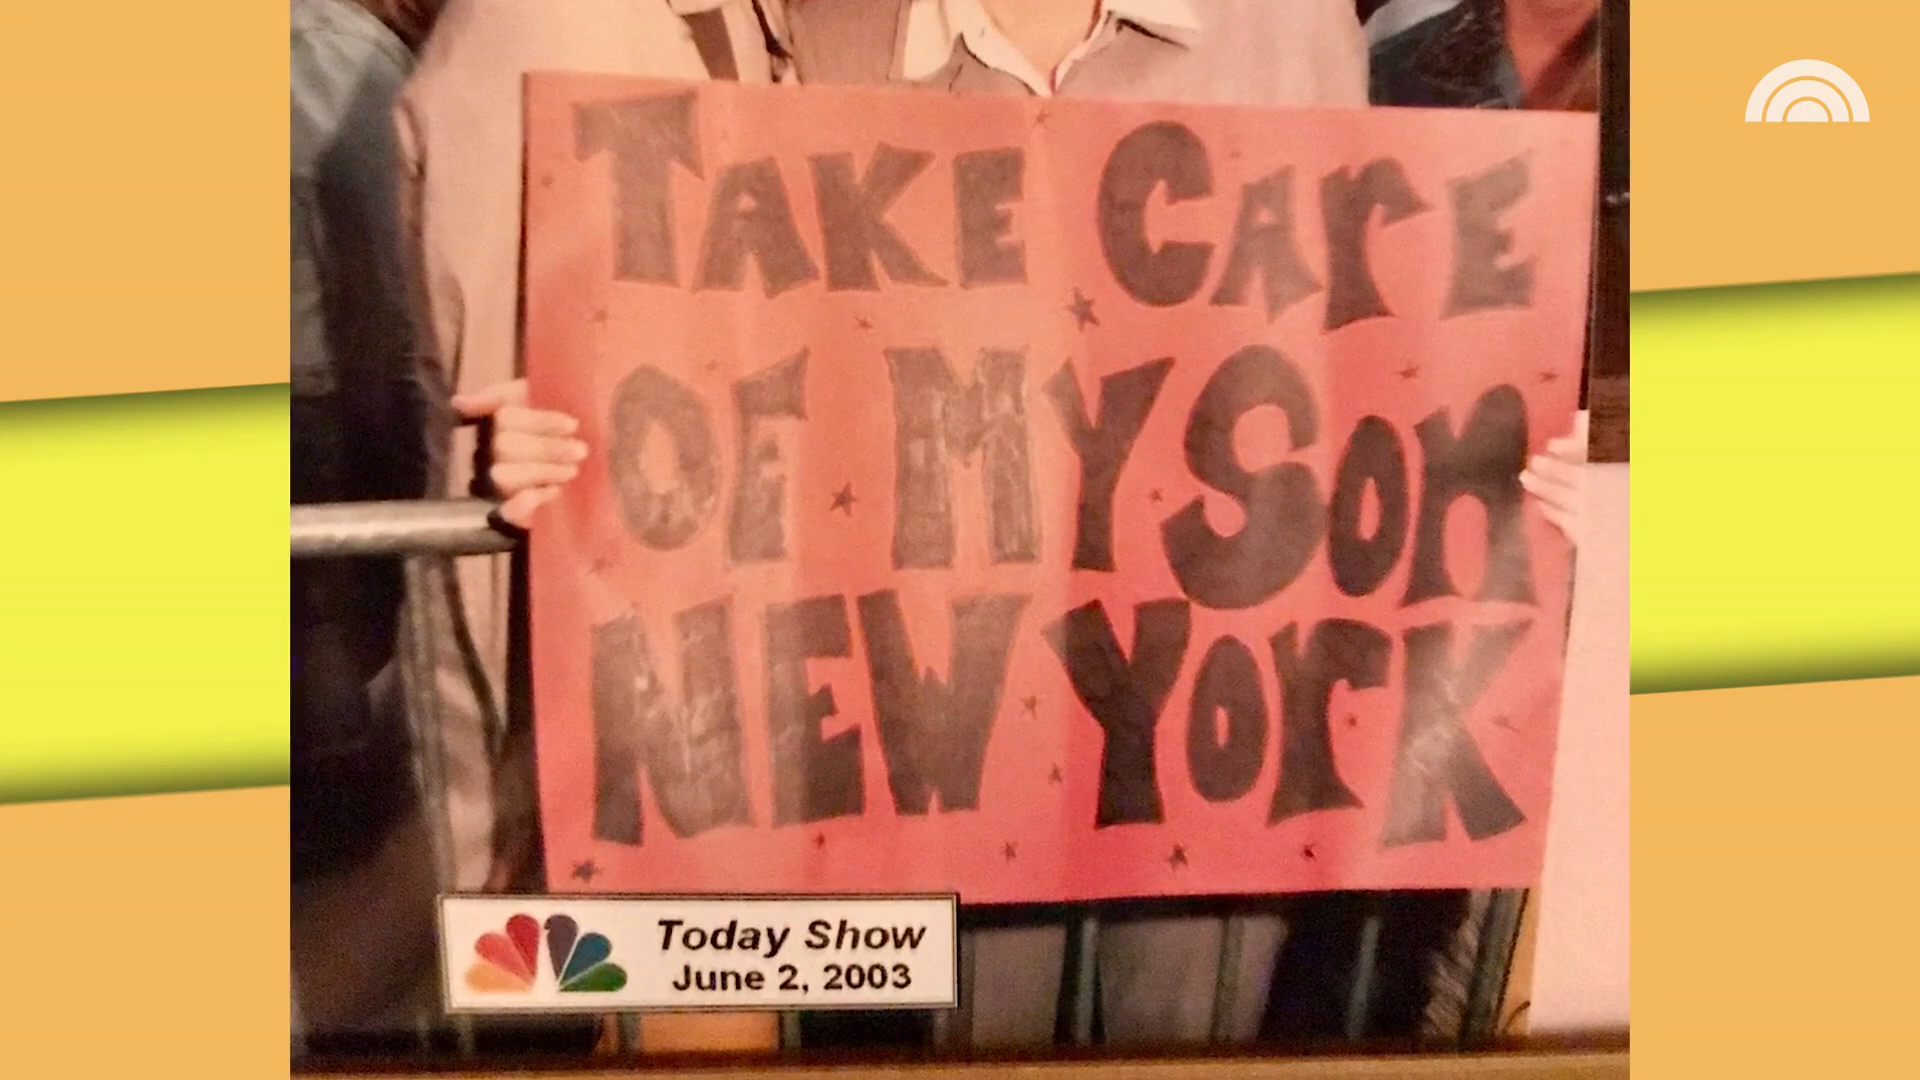 TAKE CArE
OF MY Son
NEW YOrK
Today Show
June 2, 2003